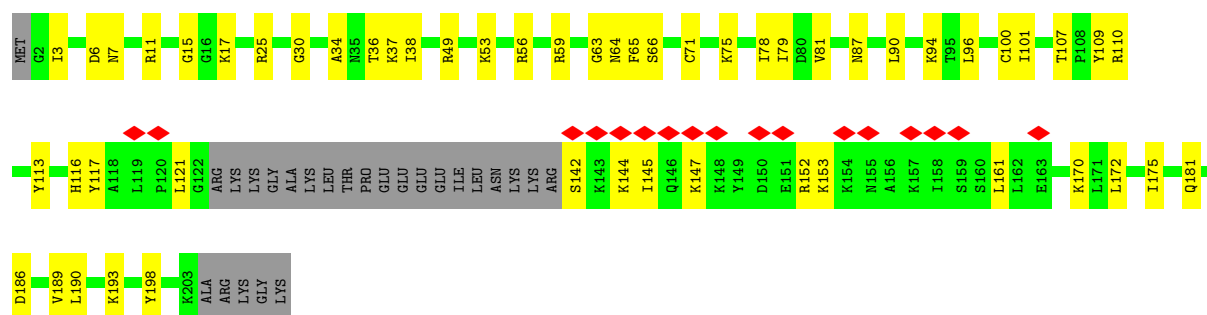 MET G2 I3 D6 N7 R11 G15 G16 K17 R25 G30 A34 N35 T36 K37 I38 R49 K53 R56 R59 G63 N64 F65 S66 C71 K75 I78 I79 D80 V81 N87 L90 K94 T95 L96 C100 I101 T107 P108 Y109 R110
Y113 H116 Y117 A118 L119 P120 L121 G122 ARG LYS LYS GLY ALA LYS LEU THR PRO GLU GLU GLU GLU ILE LEU ASN LYS LYS ARG S142 K143 K144 I145 Q146 K147 K148 Y149 D150 E151 R152 K153 K154 N155 A156 K157 I158 S159 S160 L161 L162 E163 K170 L171 L172 I175 Q181
D186 V189 L190 K193 Y198 K203 ALA ARG LYS GLY LYS